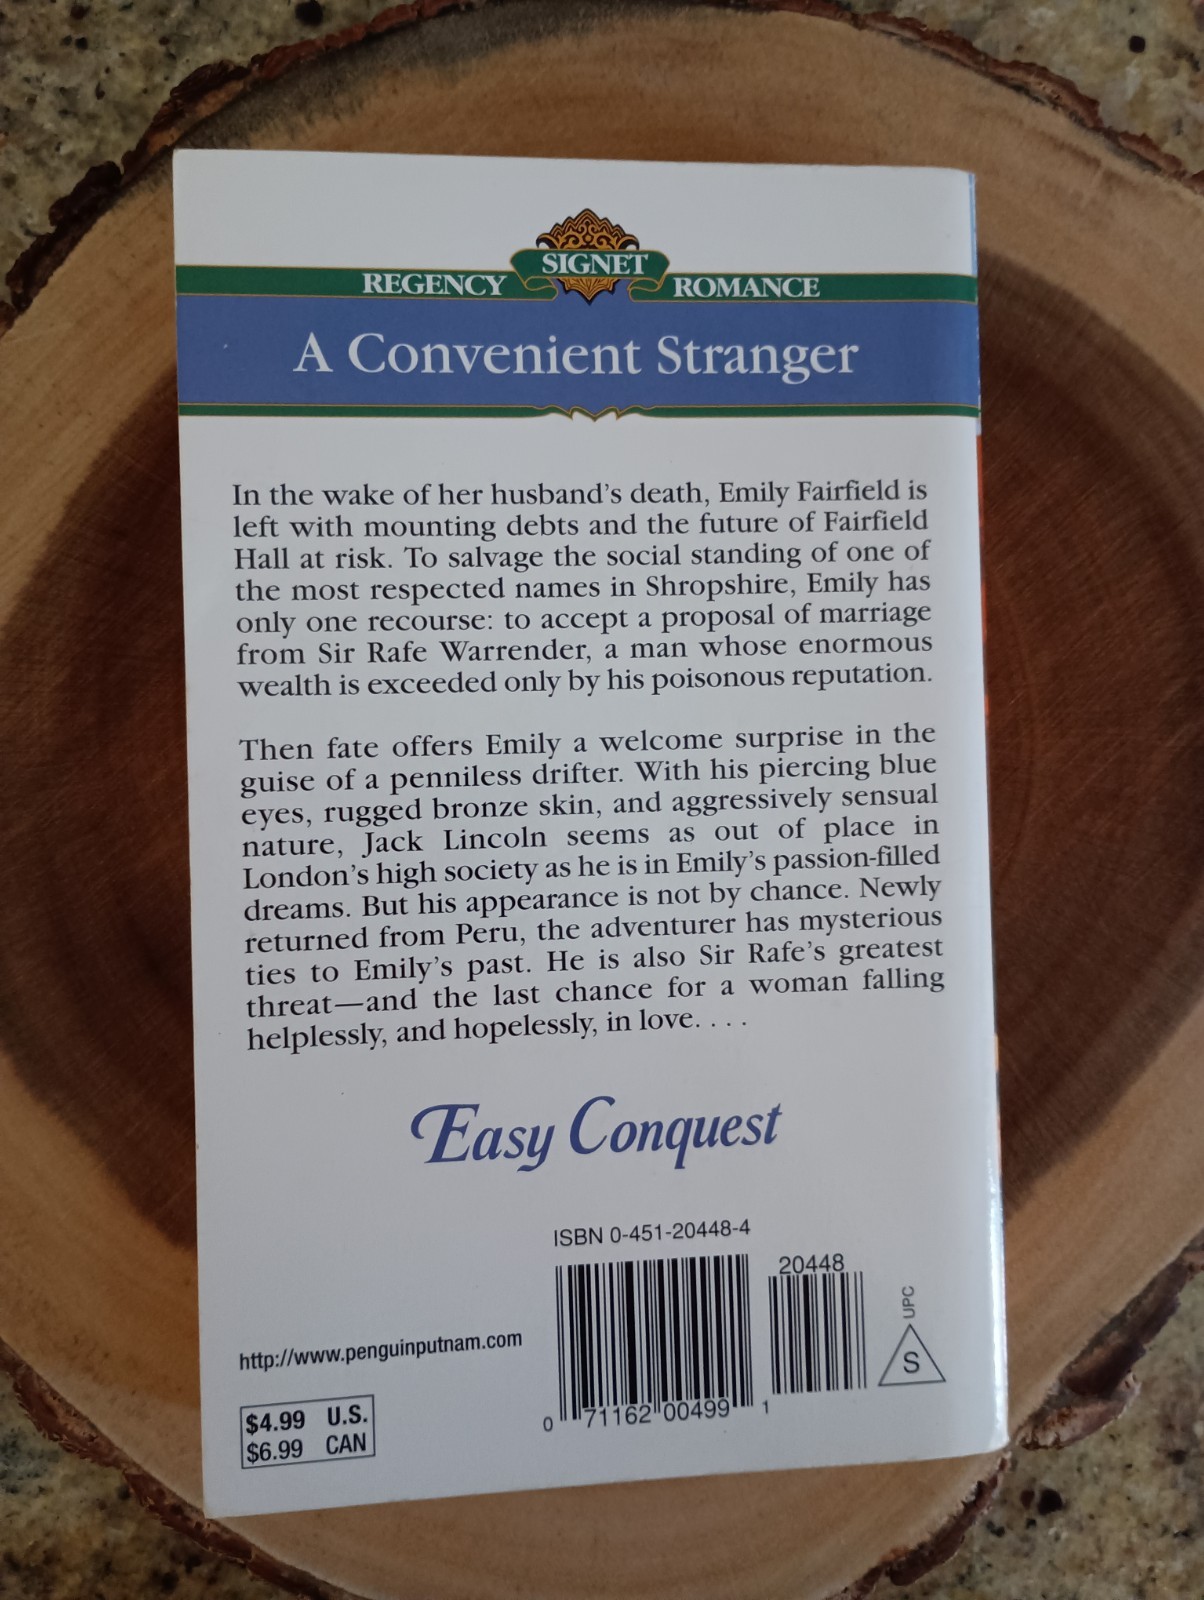 SIGNET
REGENCY ROMANCE
A Convenient Stranger
In the wake of her husband's death, Emily Fairfield is
left with mounting debts and the future of Fairfield
Hall at risk. To salvage the social standing of one of
the most respected names in Shropshire, Emily has
only one recourse: to accept a proposal of marriage
from Sir Rafe Warrender, a man whose enormous
wealth is exceeded only by his poisonous reputation.
Then fate offers Emily a welcome surprise in the
guise of a penniless drifter. With his piercing blue
eyes, rugged bronze skin, and aggressively sensual
nature, Jack Lincoln seems as out of place in
London's high society as he is in Emily's passion-filled
dreams. But his appearance is not by chance. Newly
returned from Peru, the adventurer has mysterious
ties to Emily's past. He is also Sir Rafe's greatest
threat—and the last chance for a woman falling
helplessly, and hopelessly, in love. . . .
Easy Conquest
ISBN 0-451-20448-4
20448
UPC
S
http://www.penguinputnam.com
0 71162 00499 1
$4.99 U.S.
$6.99 CAN